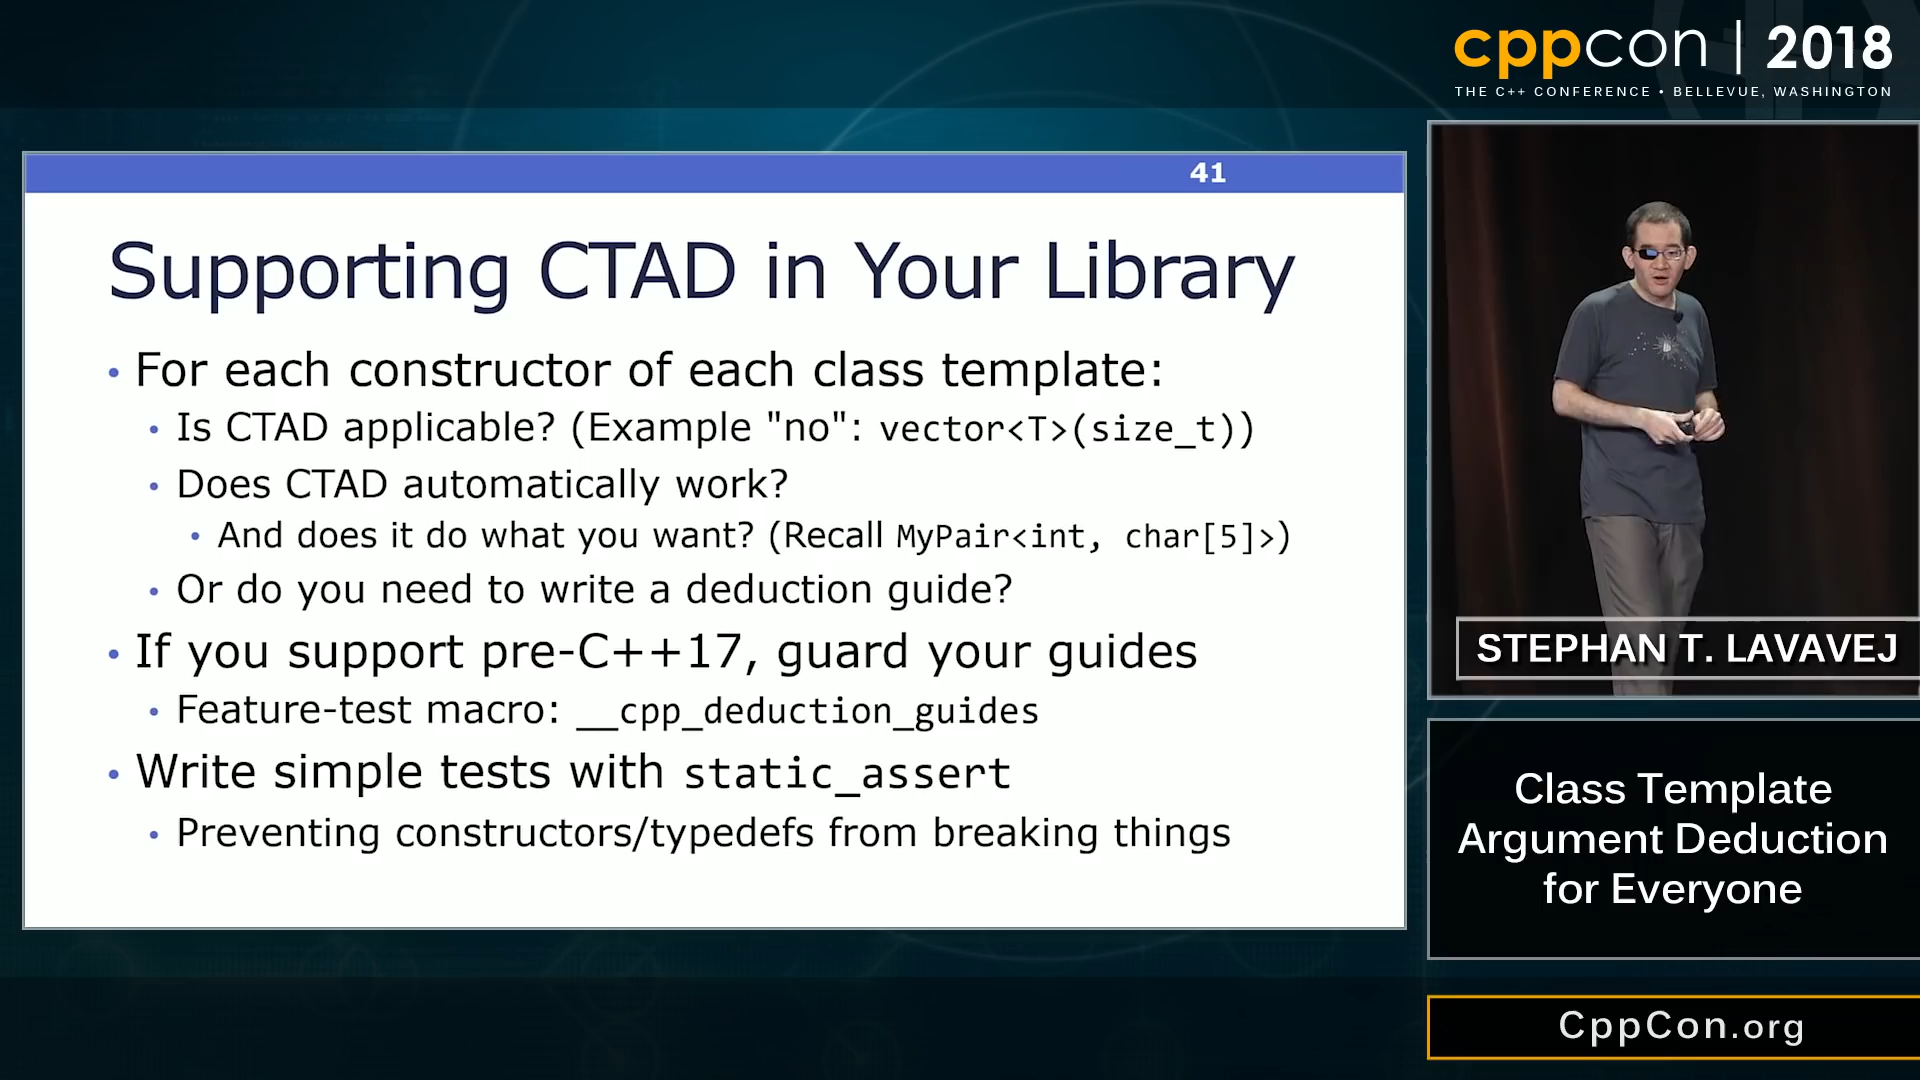 cppcon | 2018
THE C++ CONFERENCE • BELLEVUE, WASHINGTON
41
Supporting CTAD in Your Library
• For each constructor of each class template:
• Is CTAD applicable? (Example "no": vector<T>(size_t))
• Does CTAD automatically work?
• And does it do what you want? (Recall MyPair<int, char[5]>)
• Or do you need to write a deduction guide?
• If you support pre-C++17, guard your guides
• Feature-test macro: __cpp_deduction_guides
• Write simple tests with static_assert
• Preventing constructors/typedefs from breaking things
STEPHAN T. LAVAVEJ
Class Template
Argument Deduction
for Everyone
CppCon.org